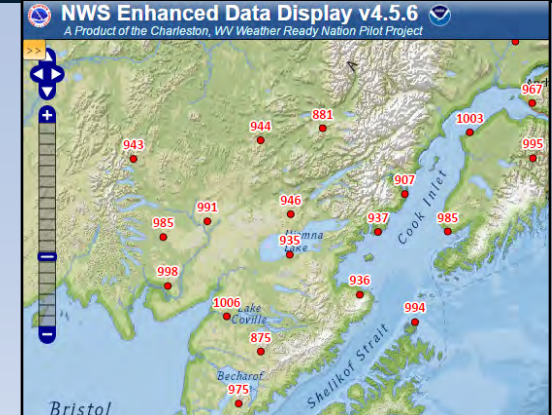 NWS Enhanced Data Display v4.5.6
A Product of the Charleston, WV Weather Ready Nation Pilot Project
>>
967
1003
881
944
943
995
907
946
991
937
985
985
Cook Inlet
935
Lake
998
936
1006
Lake
Coville
994
875
Shelikof Strait
Becharof
975
Bristol